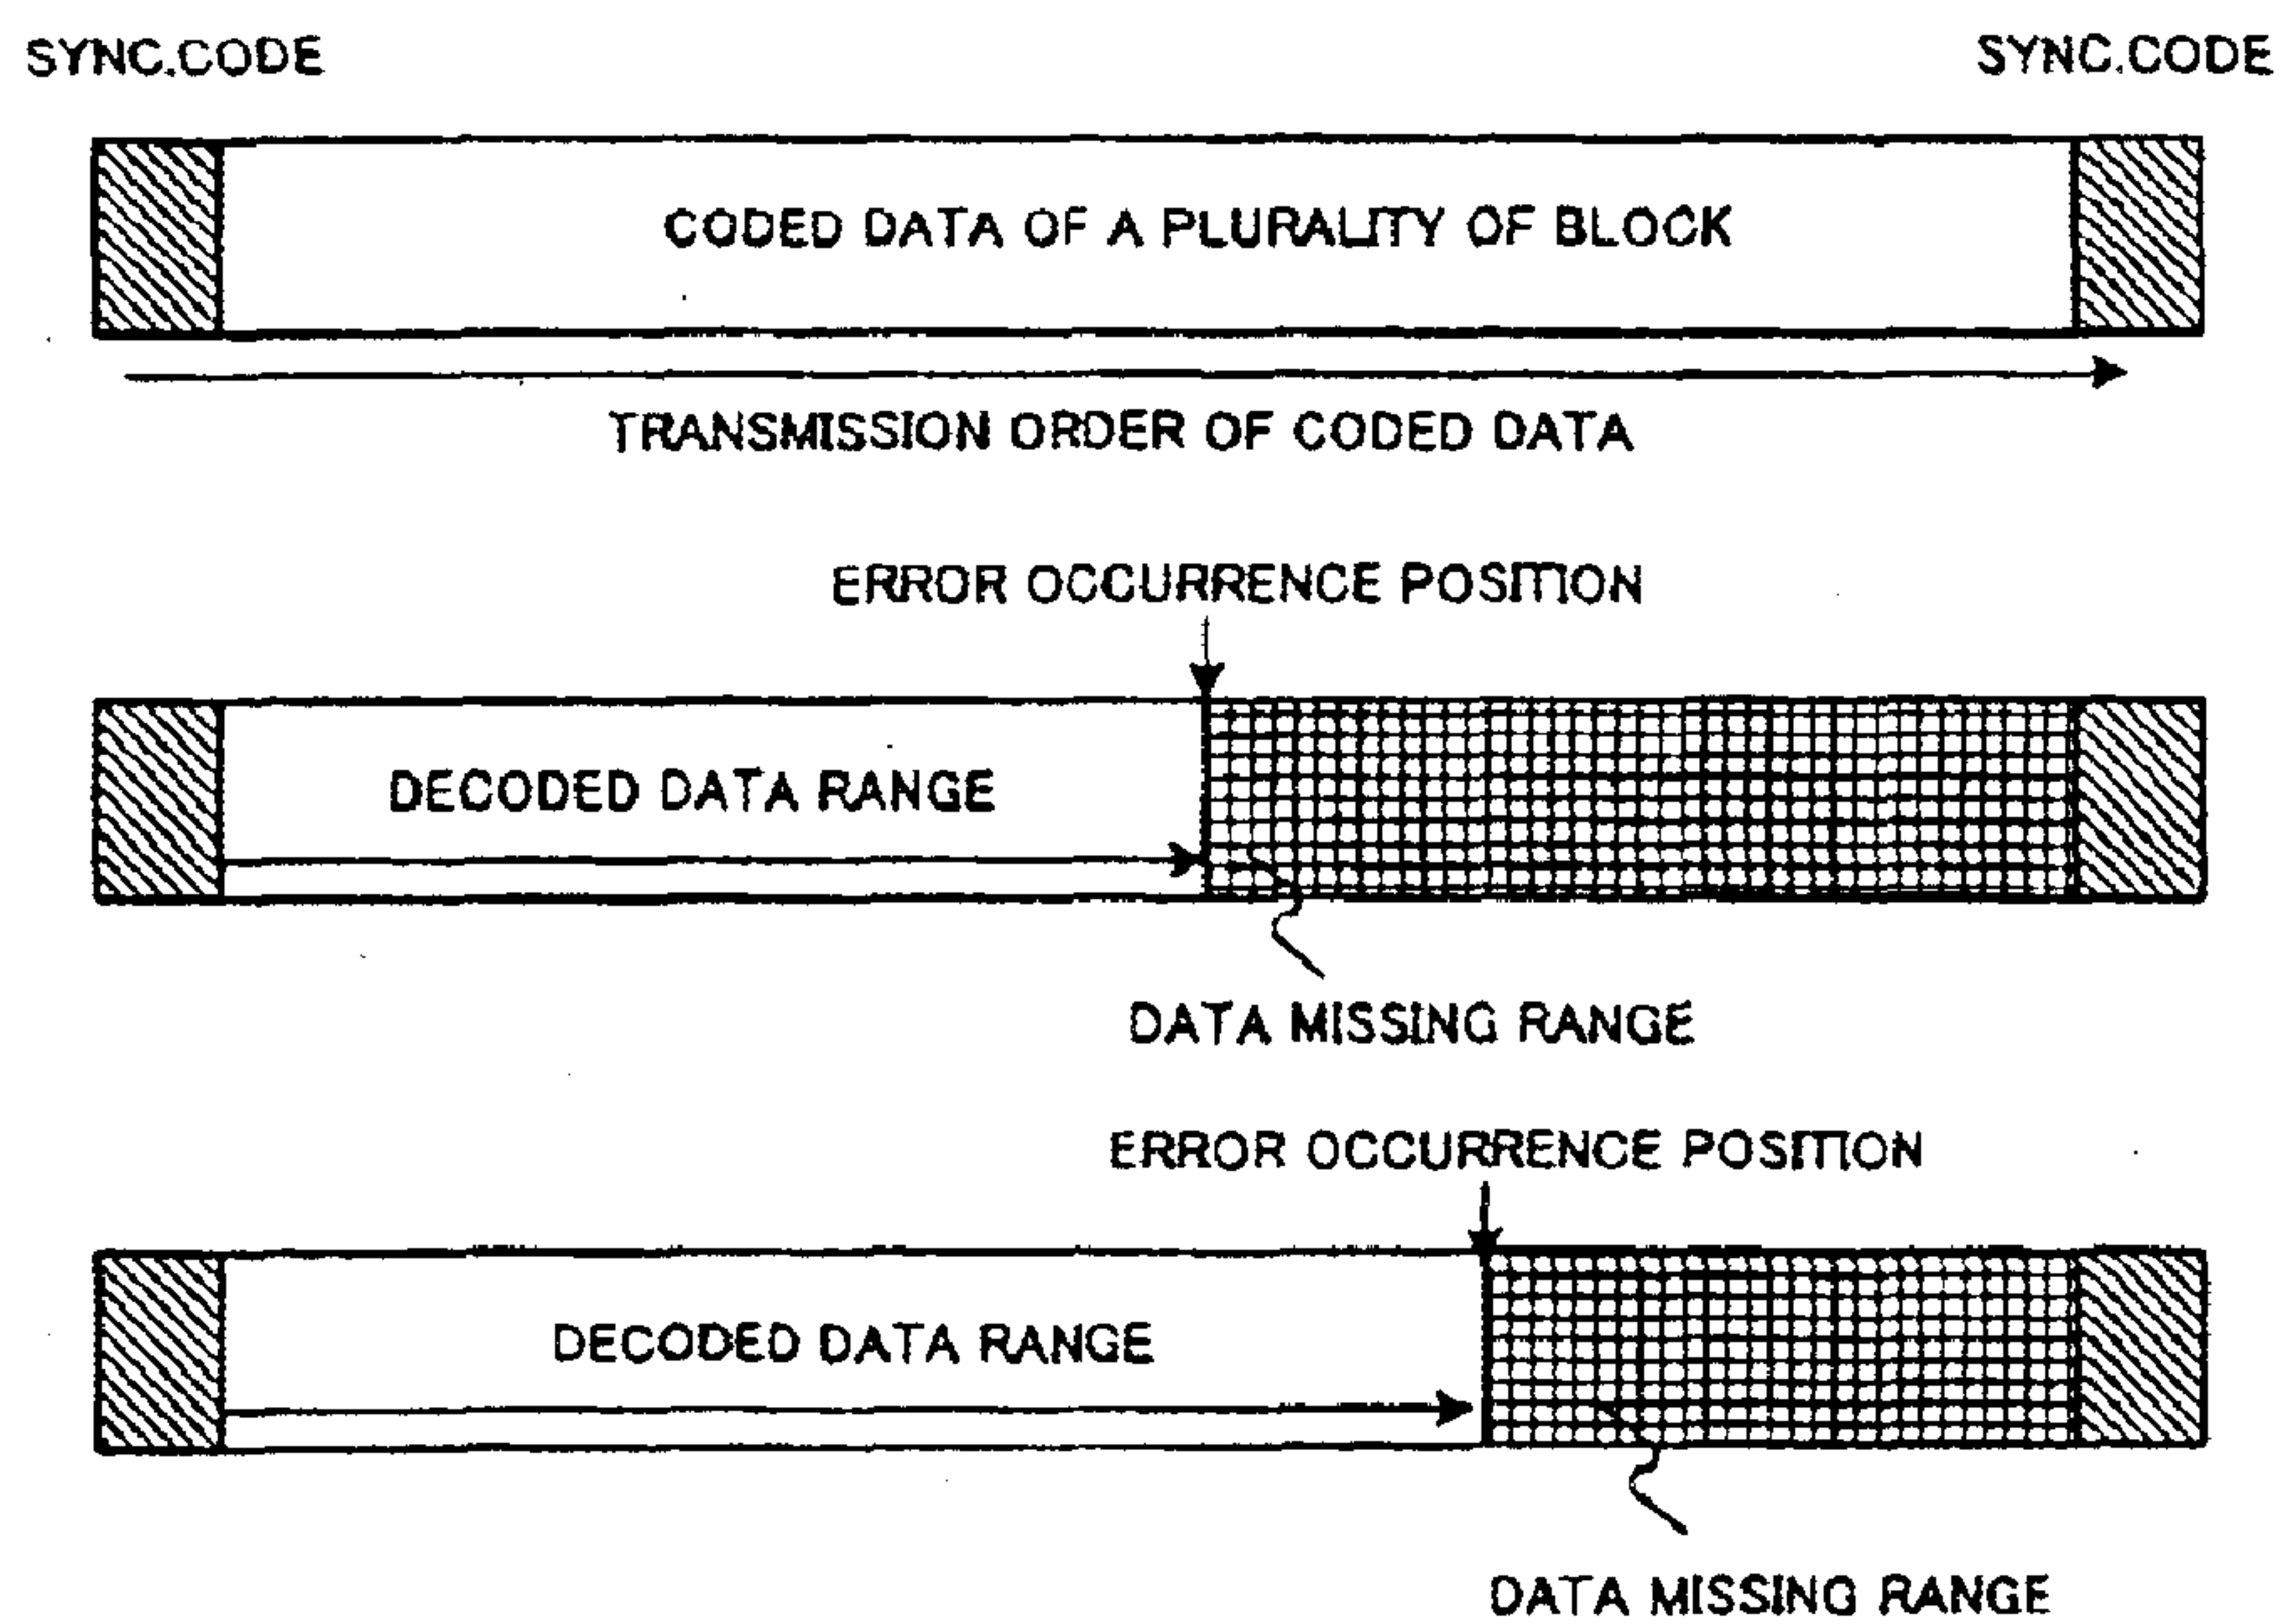 SYNC.CODE
SYNC.CODE
CODED DATA OF A PLURALITY OF BLOCK
TRANSMISSION ORDER OF CODED DATA
ERROR OCCURRENCE POSITION
DECODED DATA RANGE
DATA MISSING RANGE
ERROR OCCURRENCE POSITION
DECODED DATA RANGE
DATA MISSING RANGE